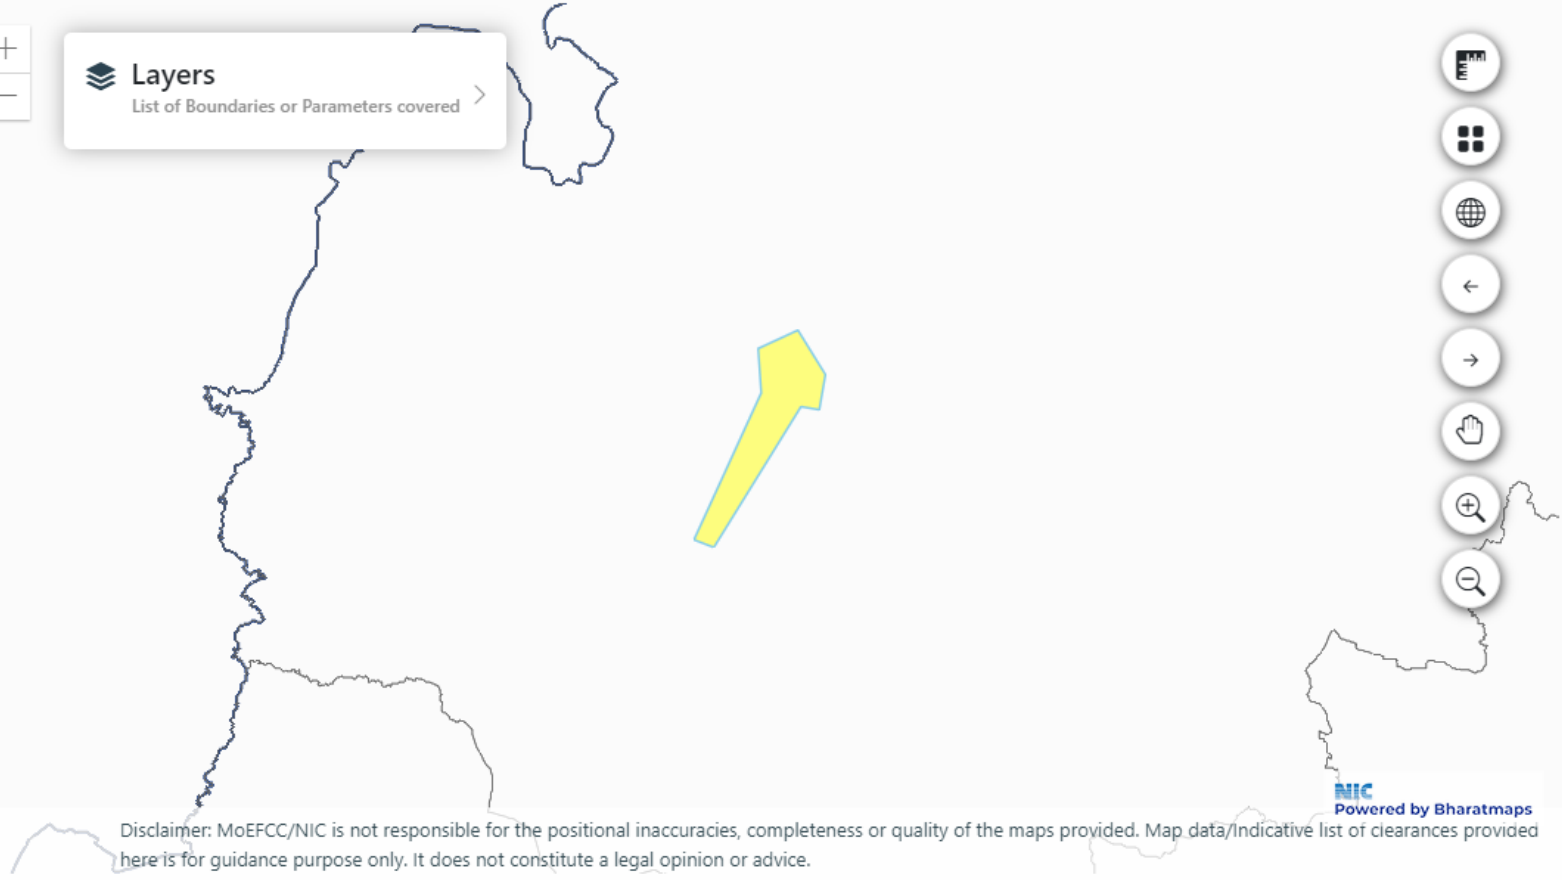 Layers
List of Boundaries or Parameters covered
NIC
Powered by Bharatmaps
Disclaimer: MoEFCC/NIC is not responsible for the positional inaccuracies, completeness or quality of the maps provided. Map data/Indicative list of clearances provided
here is for guidance purpose only. It does not constitute a legal opinion or advice.